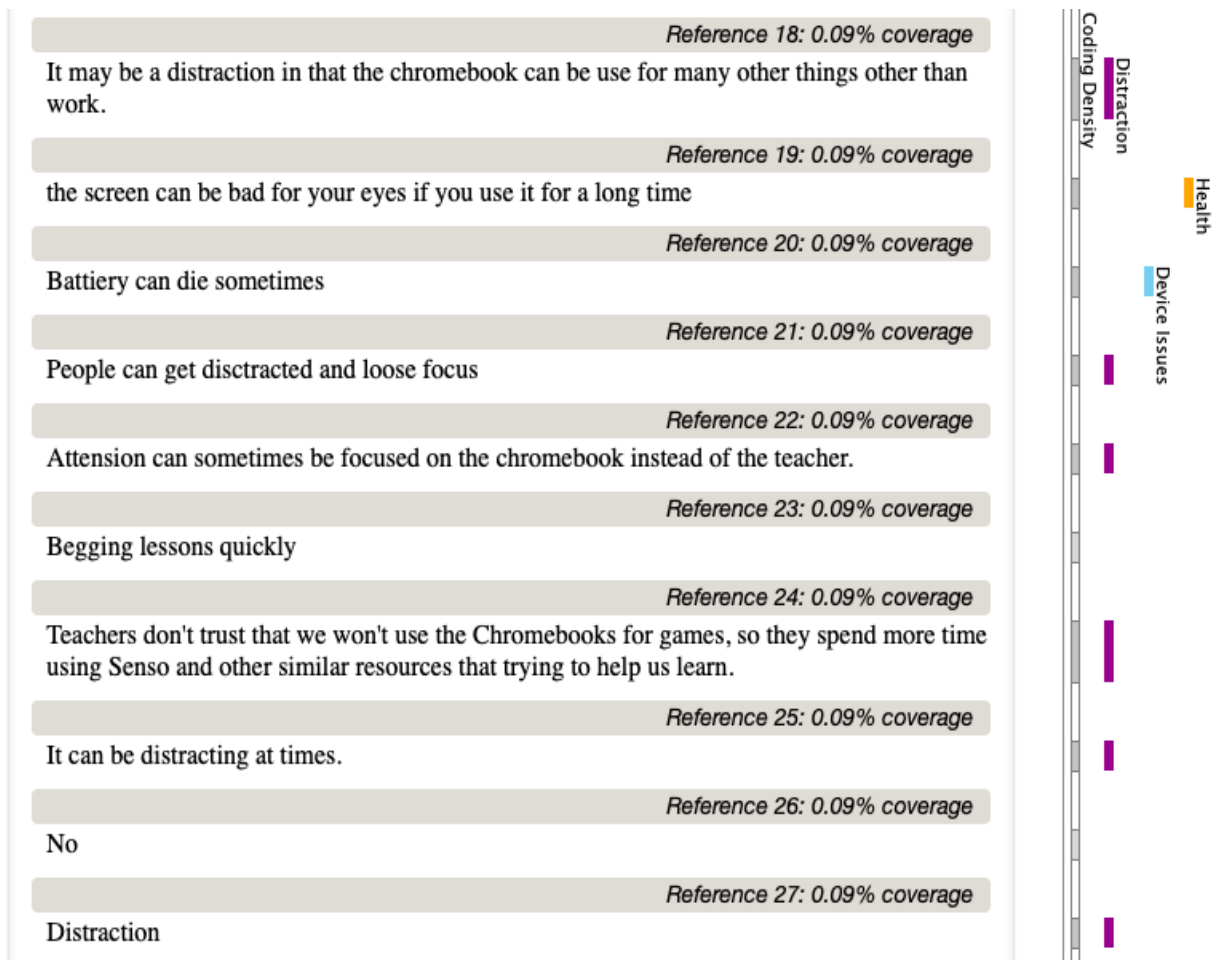 Reference 18: 0.09% coverage
It may be a distraction in that the chromebook can be use for many other things other than
work.
Reference 19: 0.09% coverage
the screen can be bad for your eyes if you use it for a long time
Reference 20: 0.09% coverage
Battiery can die sometimes
Reference 21: 0.09% coverage
People can get disctracted and loose focus
Reference 22: 0.09% coverage
Attension can sometimes be focused on the chromebook instead of the teacher.
Reference 23: 0.09% coverage
Begging lessons quickly
Reference 24: 0.09% coverage
Teachers don't trust that we won't use the Chromebooks for games, so they spend more time
using Senso and other similar resources that trying to help us learn.
Reference 25: 0.09% coverage
It can be distracting at times.
Reference 26: 0.09% coverage
No
Reference 27: 0.09% coverage
Distraction
Coding Density
Distraction
Device Issues
Health